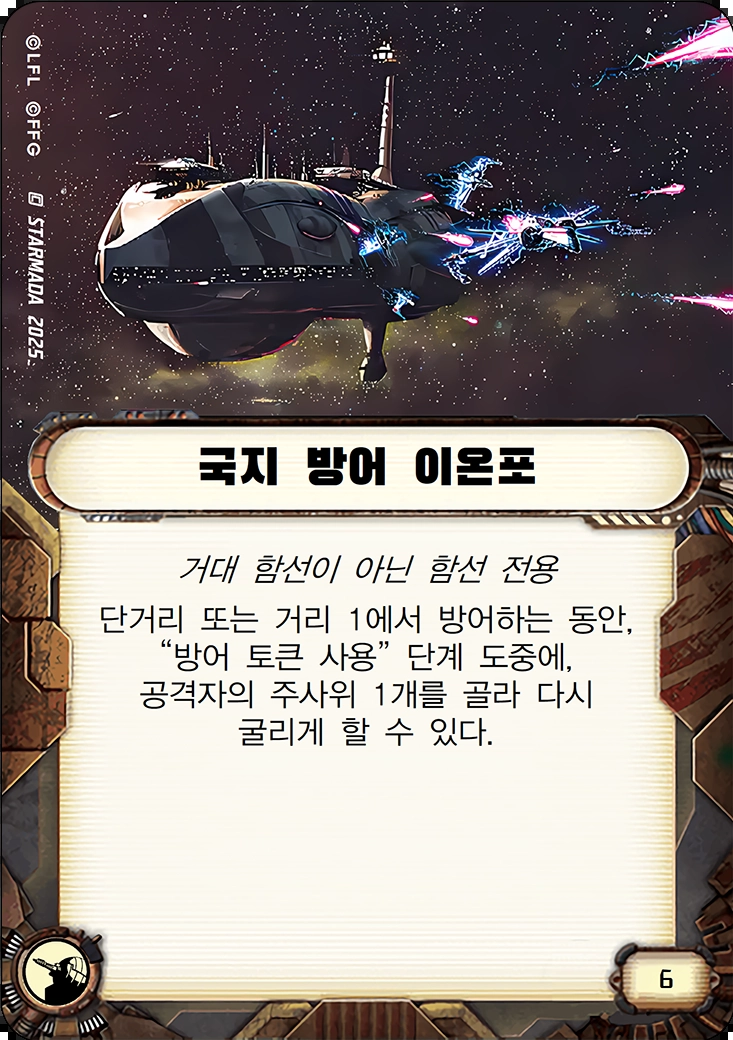 ©LFL ©FFG
STARMADA 2025.
국지 방어 이온포
거대 함선이 아닌 함선 전용
단거리 또는 거리 1에서 방어하는 동안,
“방어 토큰 사용” 단계 도중에,
공격자의 주사위 1개를 골라 다시
굴리게 할 수 있다.
6